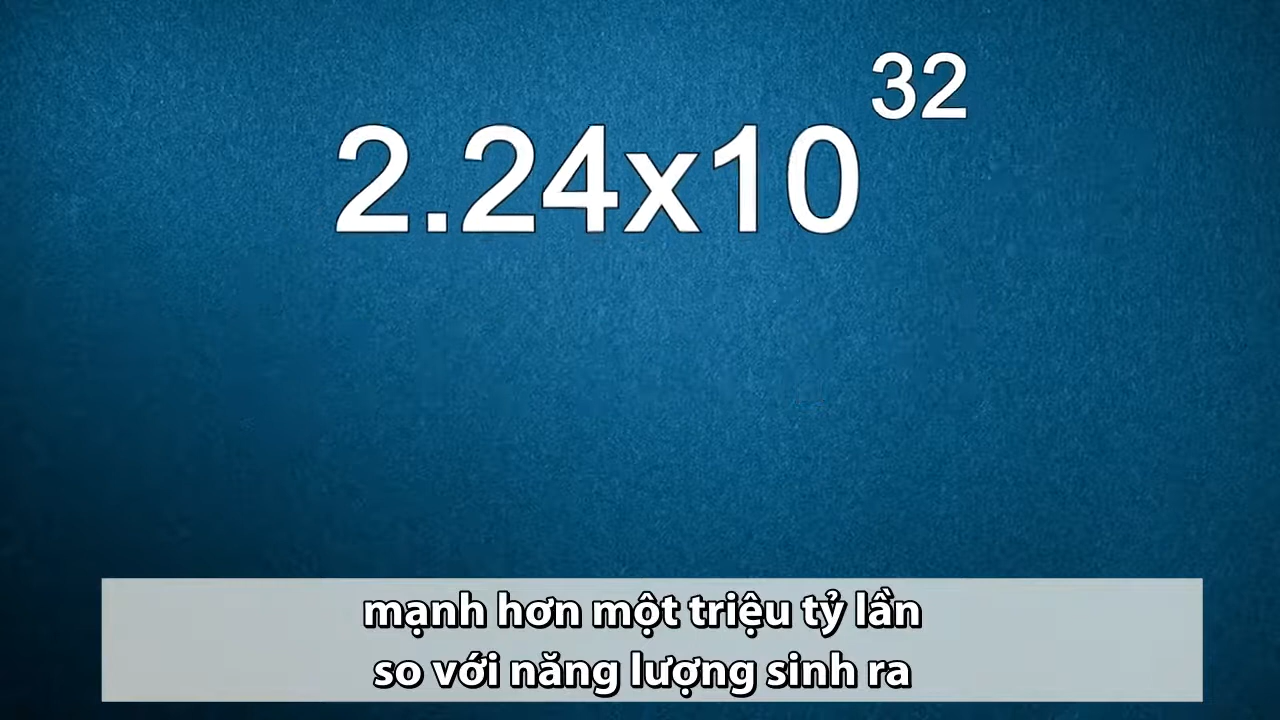 2.24x10³²
mạnh hơn một triệu tỷ lần
so với năng lượng sinh ra